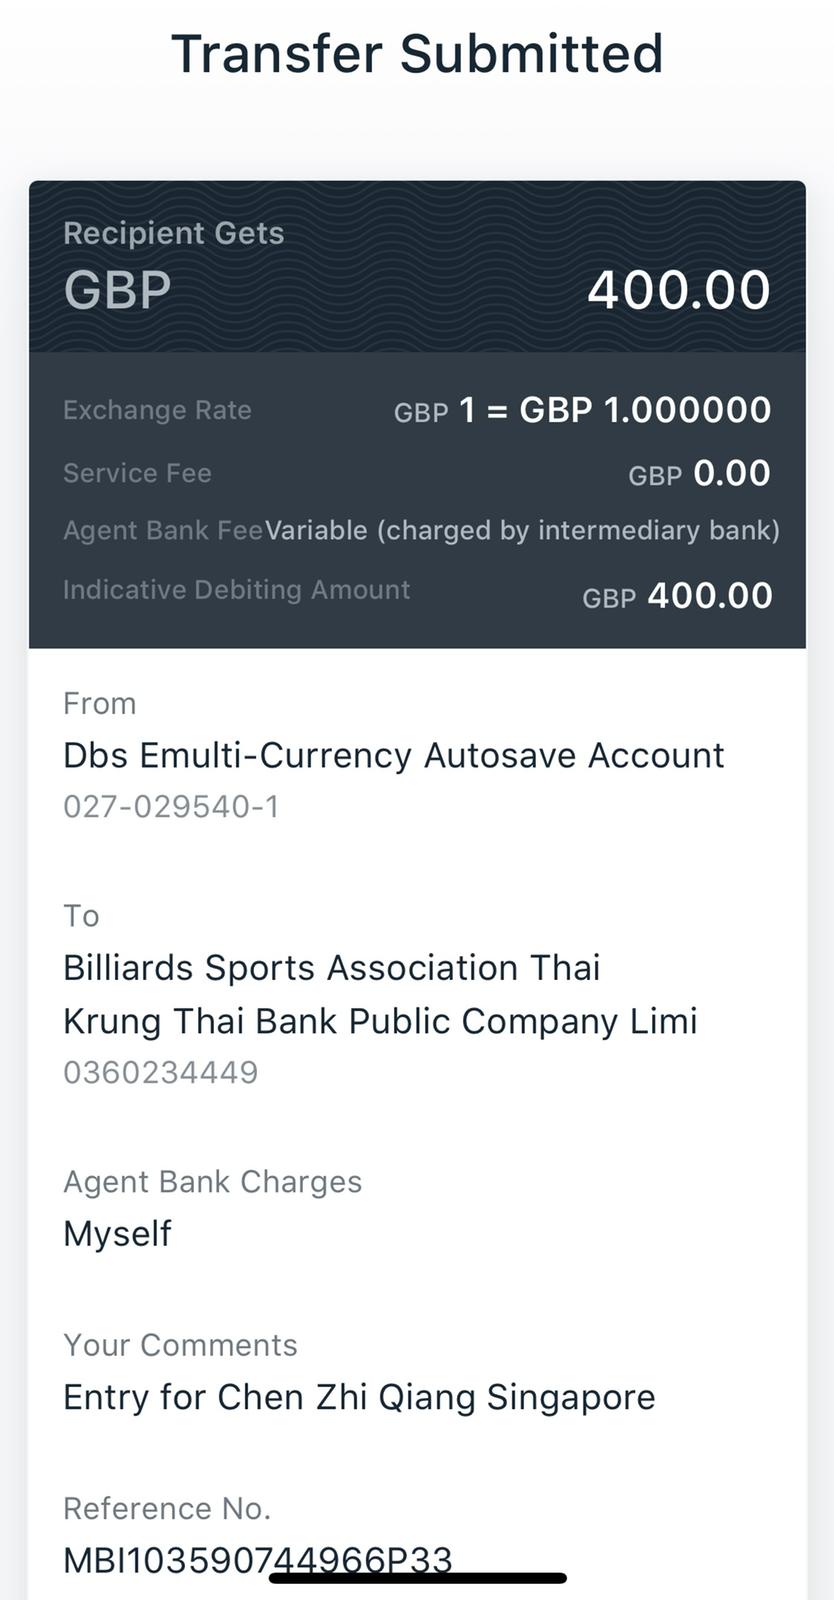 Transfer Submitted
Recipient Gets
GBP 400.00
Exchange Rate GBP 1 = GBP 1.000000
Service Fee GBP 0.00
Agent Bank Fee Variable (charged by intermediary bank)
Indicative Debiting Amount GBP 400.00
From
Dbs Emulti-Currency Autosave Account
027-029540-1
To
Billiards Sports Association Thai
Krung Thai Bank Public Company Limi
0360234449
Agent Bank Charges
Myself
Your Comments
Entry for Chen Zhi Qiang Singapore
Reference No.
MBI103590744966P33